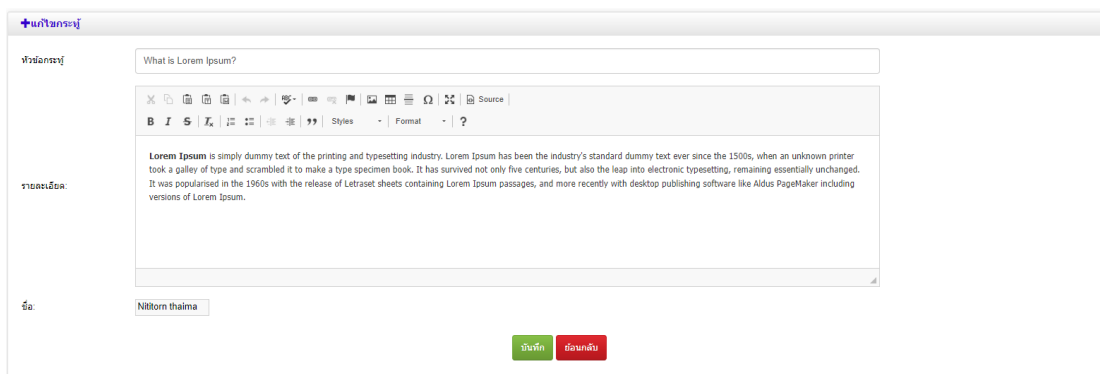 แก้ไขกระทู้
หัวข้อกระทู้
What is Lorem Ipsum?
Source
Styles Format ?
Lorem Ipsum is simply dummy text of the printing and typesetting industry. Lorem Ipsum has been the industry's standard dummy text ever since the 1500s, when an unknown printer
took a galley of type and scrambled it to make a type specimen book. It has survived not only five centuries, but also the leap into electronic typesetting, remaining essentially unchanged.
It was popularised in the 1960s with the release of Letraset sheets containing Lorem Ipsum passages, and more recently with desktop publishing software like Aldus PageMaker including
versions of Lorem Ipsum.
รายละเอียด:
ชื่อ:
Nititorn thaima
บันทึก ย้อนกลับ